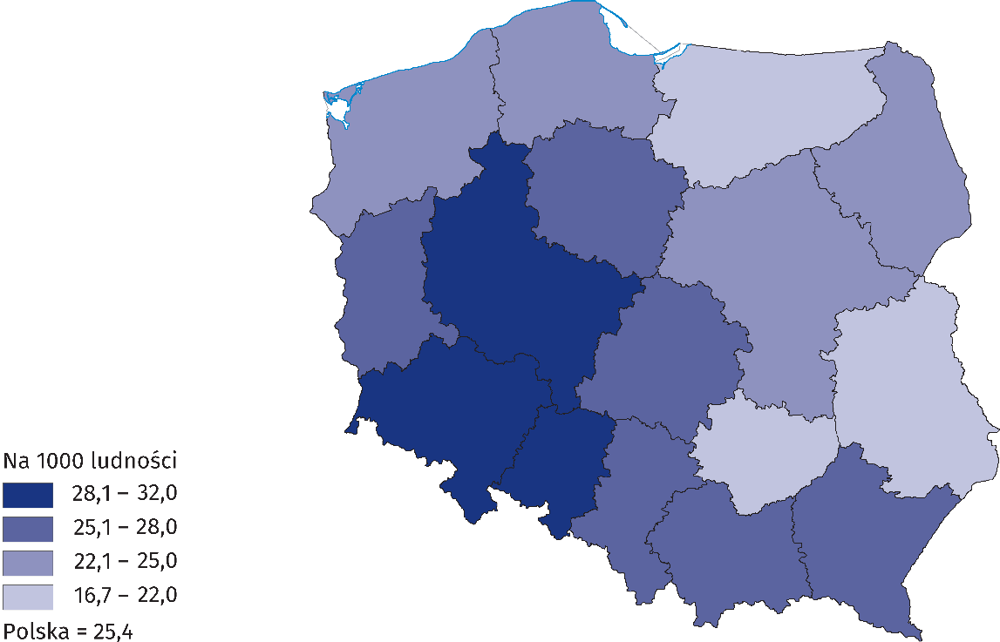 Na 1000 ludności
28,1 – 32,0
25,1 – 28,0
22,1 – 25,0
16,7 – 22,0
Polska = 25,4